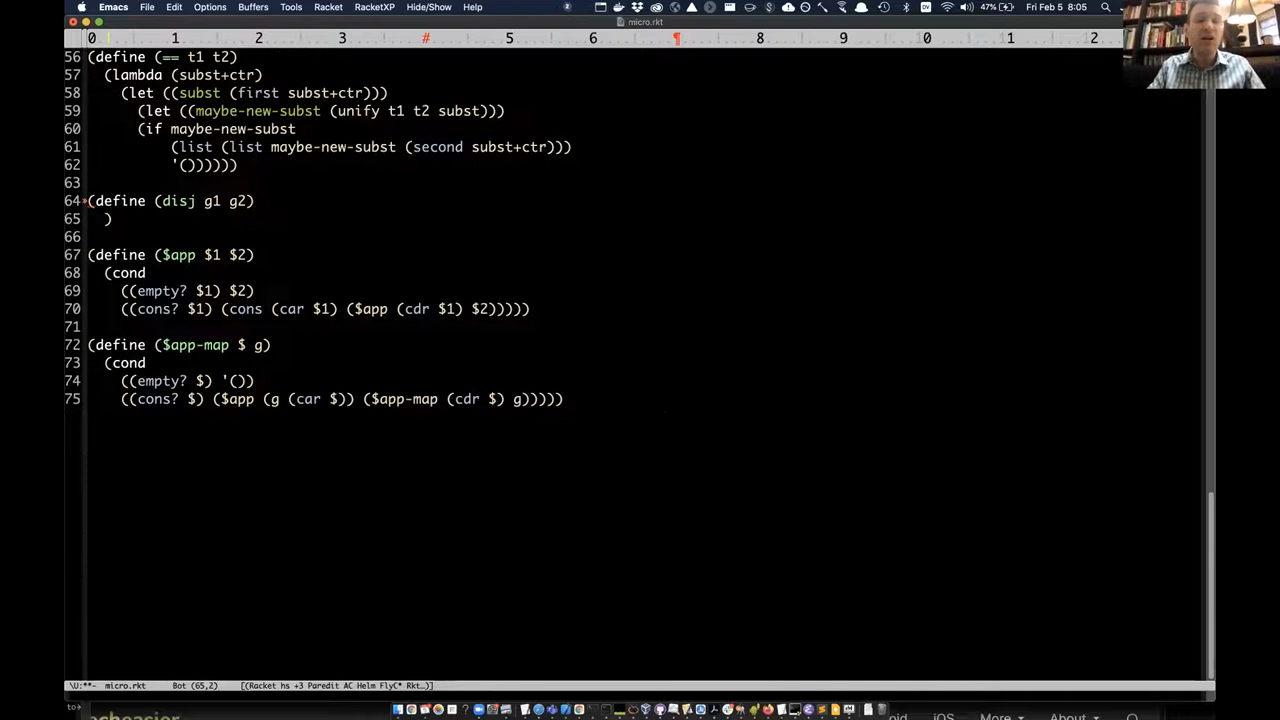 Emacs File Edit Options Buffers Tools Racket RacketXP Hide/Show Help 47% Fri Feb 5 8:05
micro.rkt
0 1 2 3 # 5 6 ¶ 8 9 0 1 2
56 (define (== t1 t2)
57 (lambda (subst+ctr)
58 (let ((subst (first subst+ctr)))
59 (let ((maybe-new-subst (unify t1 t2 subst)))
60 (if maybe-new-subst
61 (list (list maybe-new-subst (second subst+ctr)))
62 '())))))
63
64 (define (disj g1 g2)
65 )
66
67 (define ($app $1 $2)
68 (cond
69 ((empty? $1) $2)
70 ((cons? $1) (cons (car $1) ($app (cdr $1) $2)))))
71
72 (define ($app-map $ g)
73 (cond
74 ((empty? $) '())
75 ((cons? $) ($app (g (car $)) ($app-map (cdr $) g)))))
\U:**- micro.rkt Bot (65,2) [(Racket hs +3 Paredit AC Helm FlyC* Rkt…)]
to>
echeasier oid iOS More About